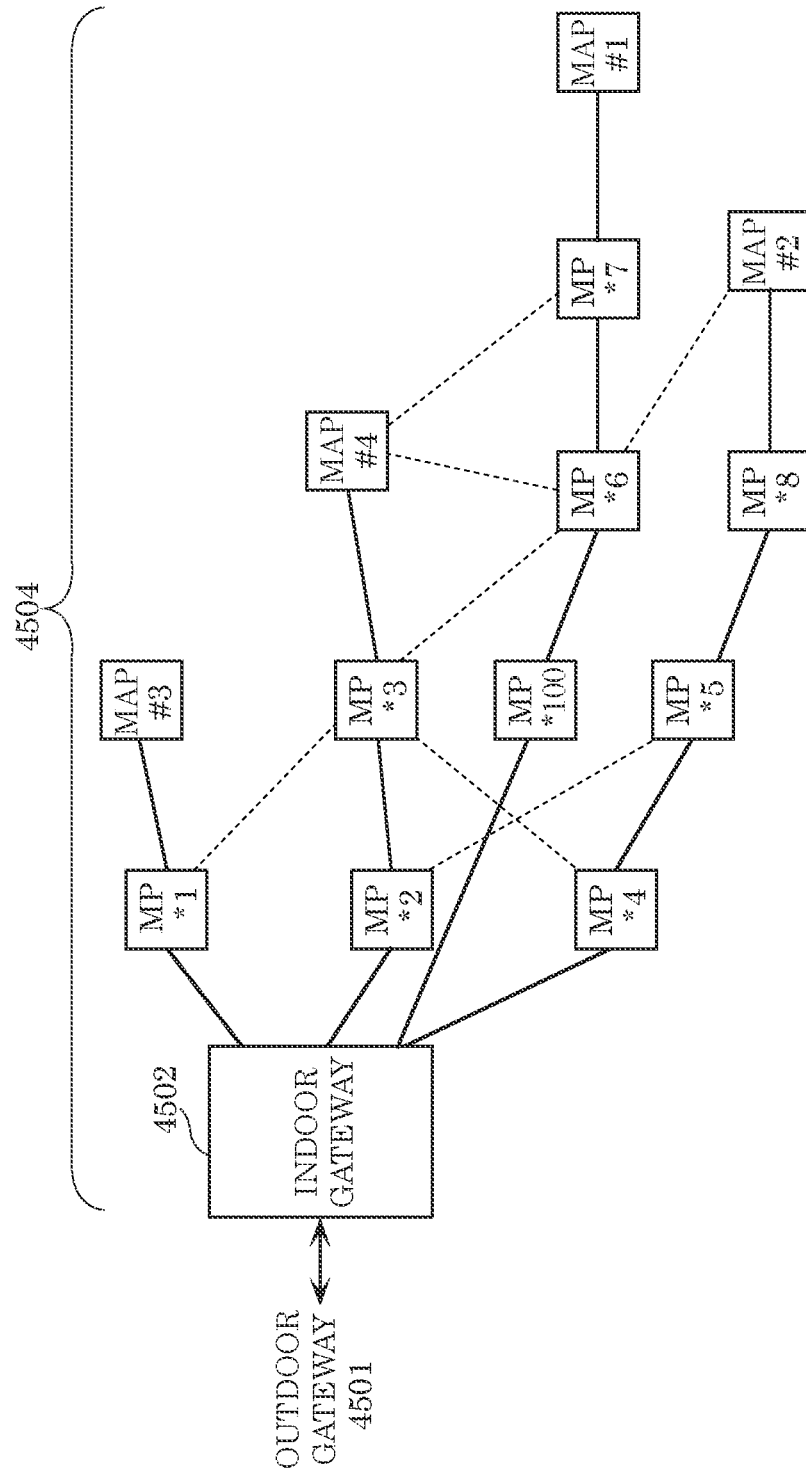 4504
OUTDOOR
GATEWAY
4501
4502
INDOOR
GATEWAY
MP
*1
MAP
#3
MP
*2
MP
*3
MAP
#4
MP
*100
MP
*4
MP
*5
MP
*6
MP
*7
MAP
#1
MP
*8
MAP
#2